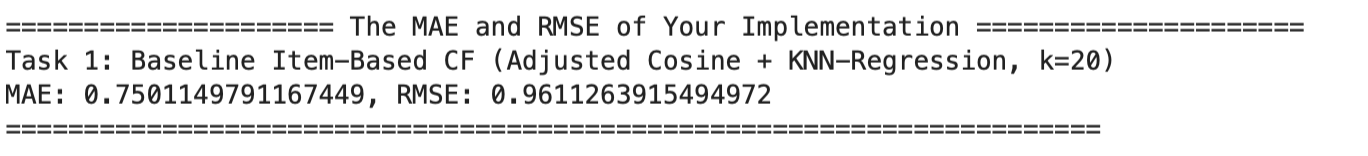 ===================== The MAE and RMSE of Your Implementation =====================
Task 1: Baseline Item-Based CF (Adjusted Cosine + KNN-Regression, k=20)
MAE: 0.7501149791167449, RMSE: 0.9611263915494972
======================================================================